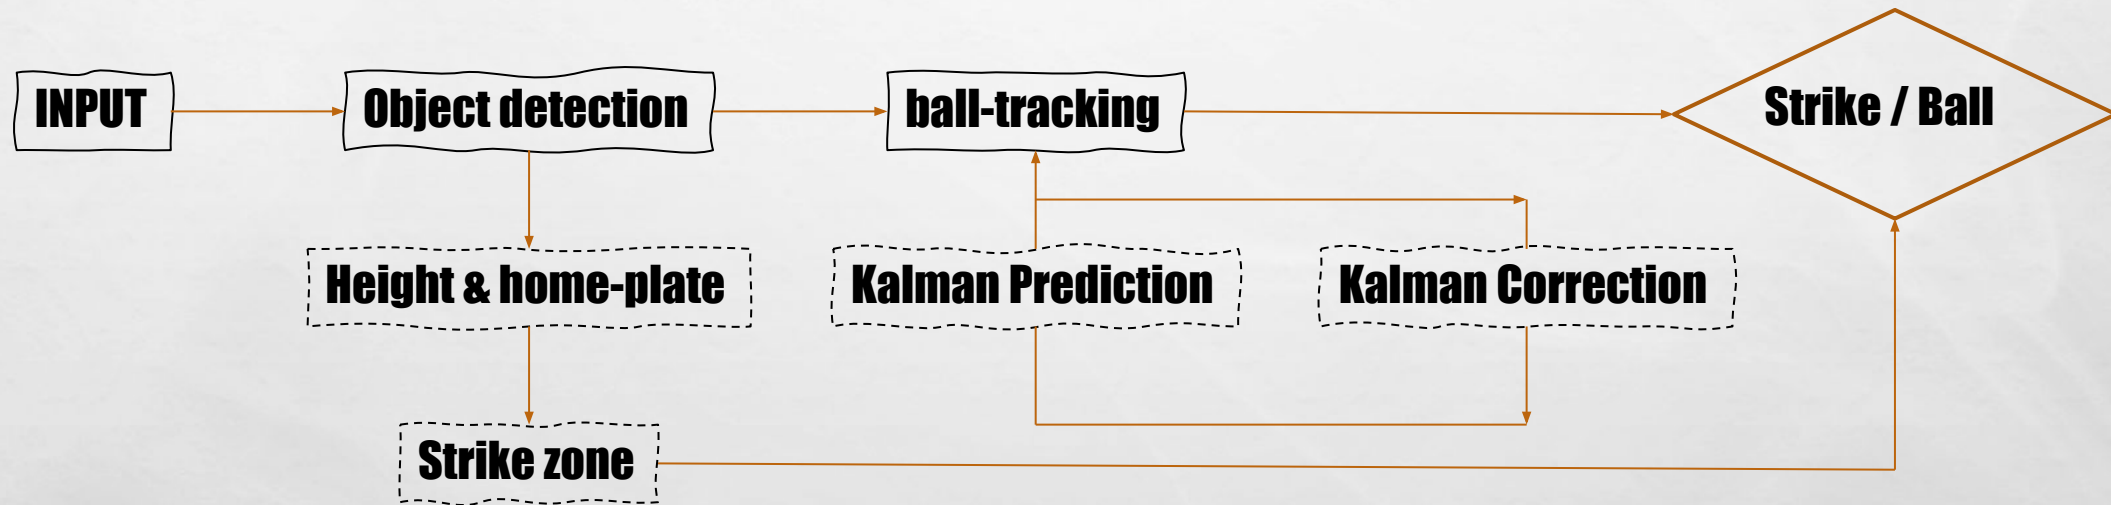 INPUT
Object detection
ball-tracking
Strike / Ball
Height & home-plate
Kalman Prediction
Kalman Correction
Strike zone